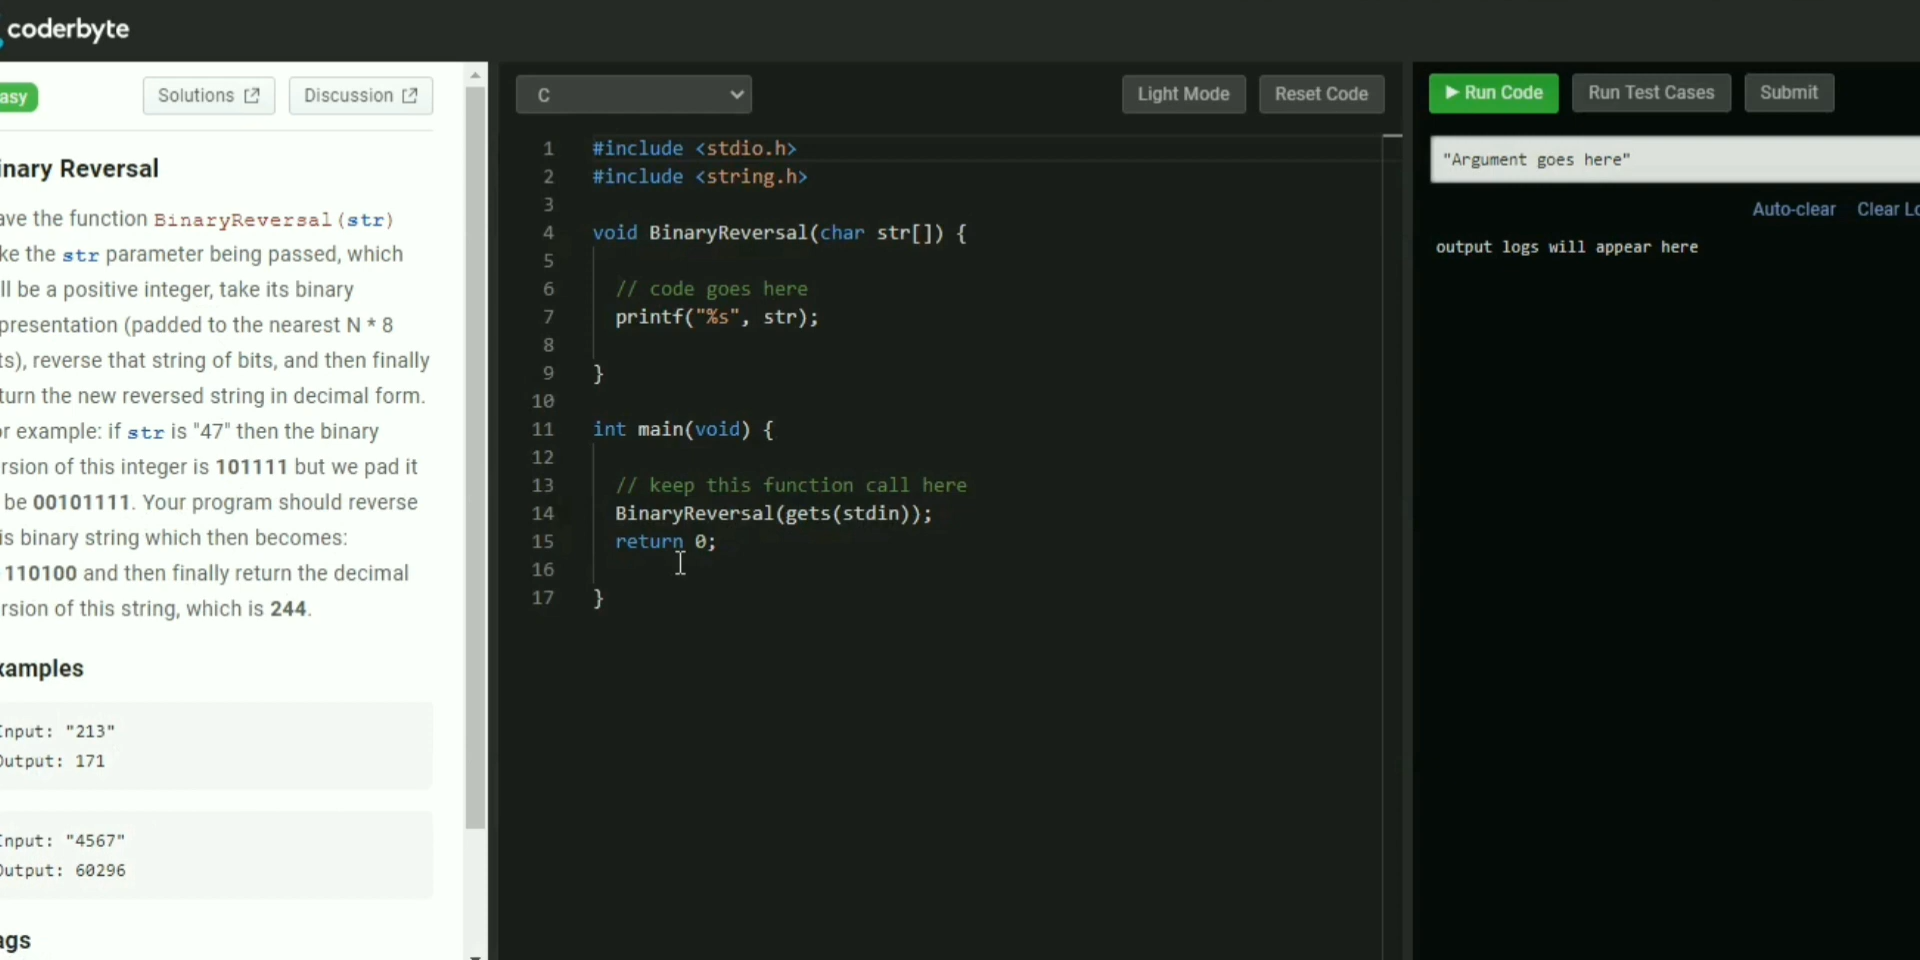 coderbyte
asy
Solutions
Discussion
inary Reversal
ave the function BinaryReversal(str)
ke the str parameter being passed, which
ll be a positive integer, take its binary
presentation (padded to the nearest N * 8
ts), reverse that string of bits, and then finally
turn the new reversed string in decimal form.
or example: if str is "47" then the binary
rsion of this integer is 101111 but we pad it
be 00101111. Your program should reverse
is binary string which then becomes:
110100 and then finally return the decimal
rsion of this string, which is 244.
xamples
Input: "213"
Output: 171
Input: "4567"
Output: 60296
ags
C
Light Mode
Reset Code
1 #include <stdio.h>
2 #include <string.h>
3
4 void BinaryReversal(char str[]) {
5
6 // code goes here
7 printf("%s", str);
8
9 }
10
11 int main(void) {
12
13 // keep this function call here
14 BinaryReversal(gets(stdin));
15 return 0;
16
17 }
Run Code
Run Test Cases
Submit
"Argument goes here"
Auto-clear
Clear Lo
output logs will appear here